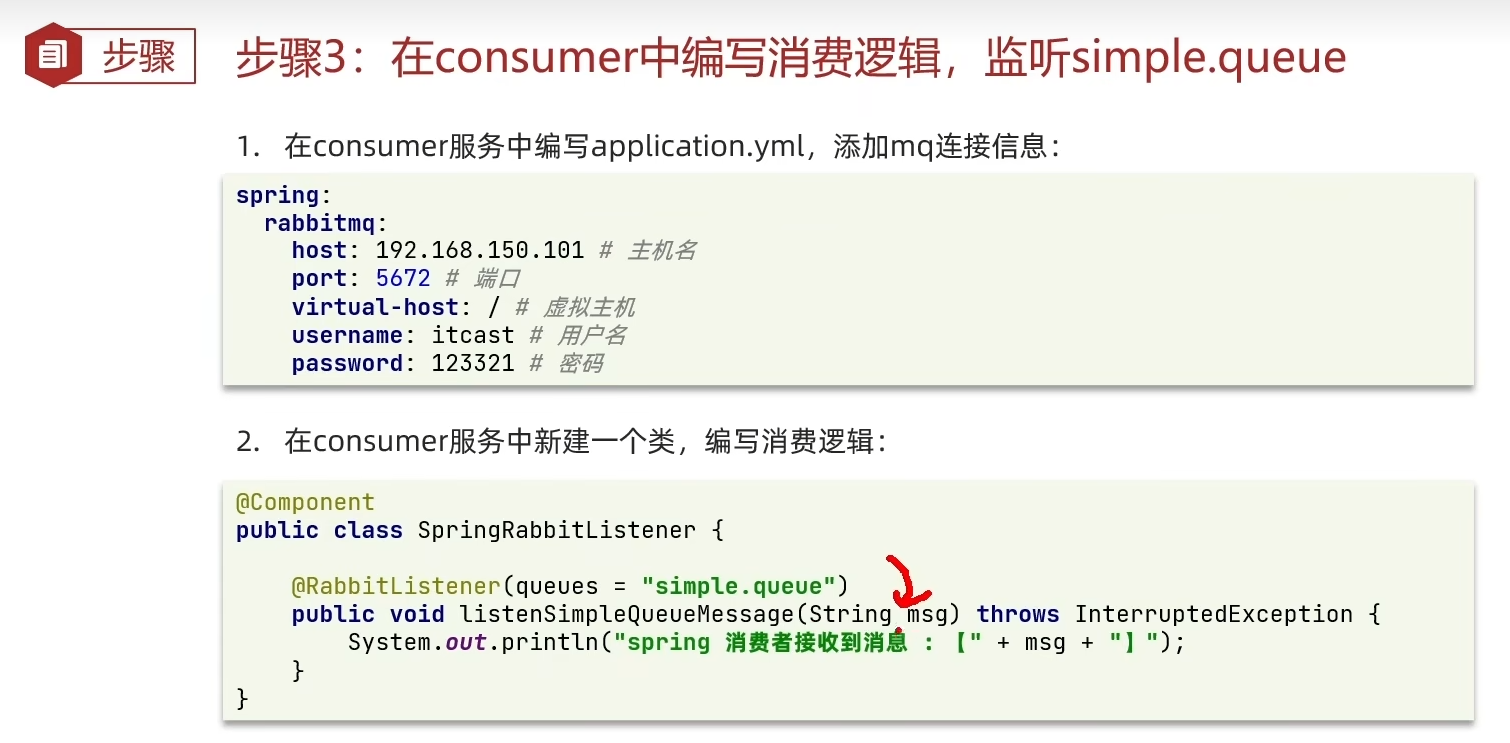 步骤
步骤3：在consumer中编写消费逻辑，监听simple.queue
1. 在consumer服务中编写application.yml，添加mq连接信息：
spring:
  rabbitmq:
    host: 192.168.150.101 # 主机名
    port: 5672 # 端口
    virtual-host: / # 虚拟主机
    username: itcast # 用户名
    password: 123321 # 密码
2. 在consumer服务中新建一个类，编写消费逻辑：
@Component
public class SpringRabbitListener {
    @RabbitListener(queues = "simple.queue")
    public void listenSimpleQueueMessage(String msg) throws InterruptedException {
        System.out.println("spring 消费者接收到消息 ：【" + msg + "】");
    }
}